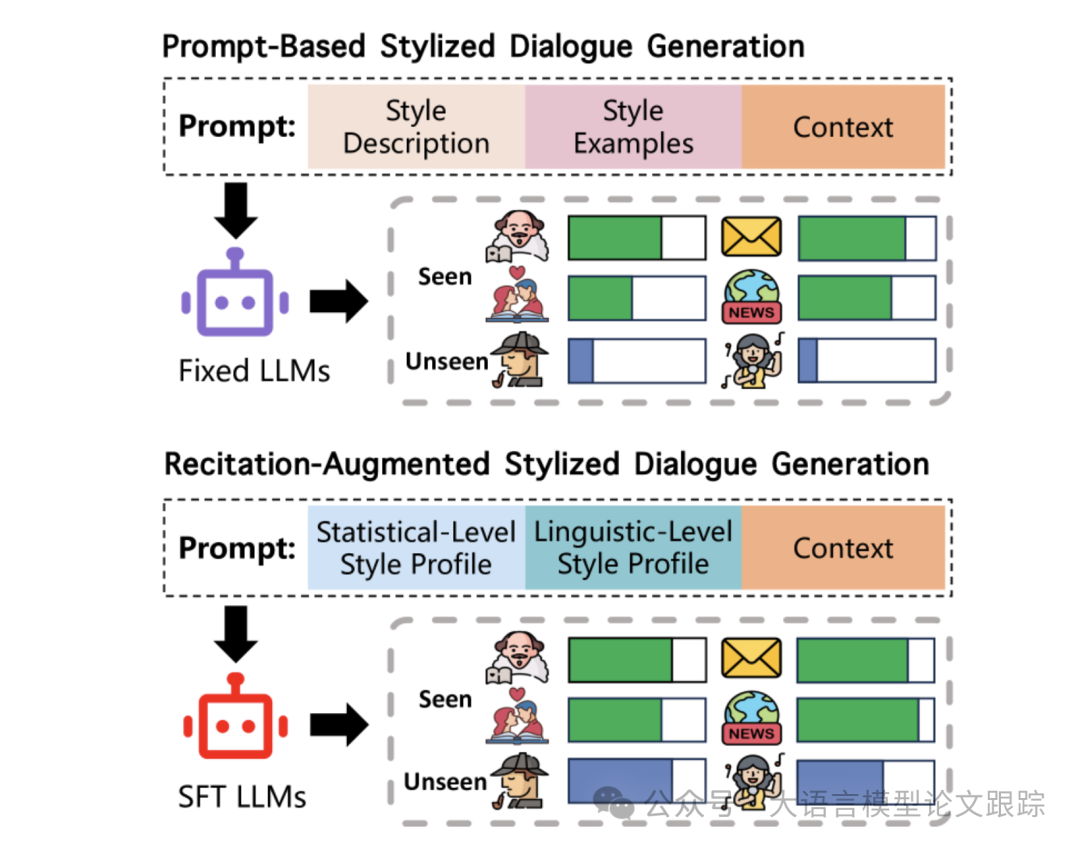 Prompt-Based Stylized Dialogue Generation
Prompt:
Style
Description
Style
Examples
Context
Seen
NEWS
Unseen
Fixed LLMs
Recitation-Augmented Stylized Dialogue Generation
Prompt:
Statistical-Level
Style Profile
Linguistic-Level
Style Profile
Context
Seen
NEWS
Unseen
SFT LLMs
公众号 · 大语言模型论文跟踪